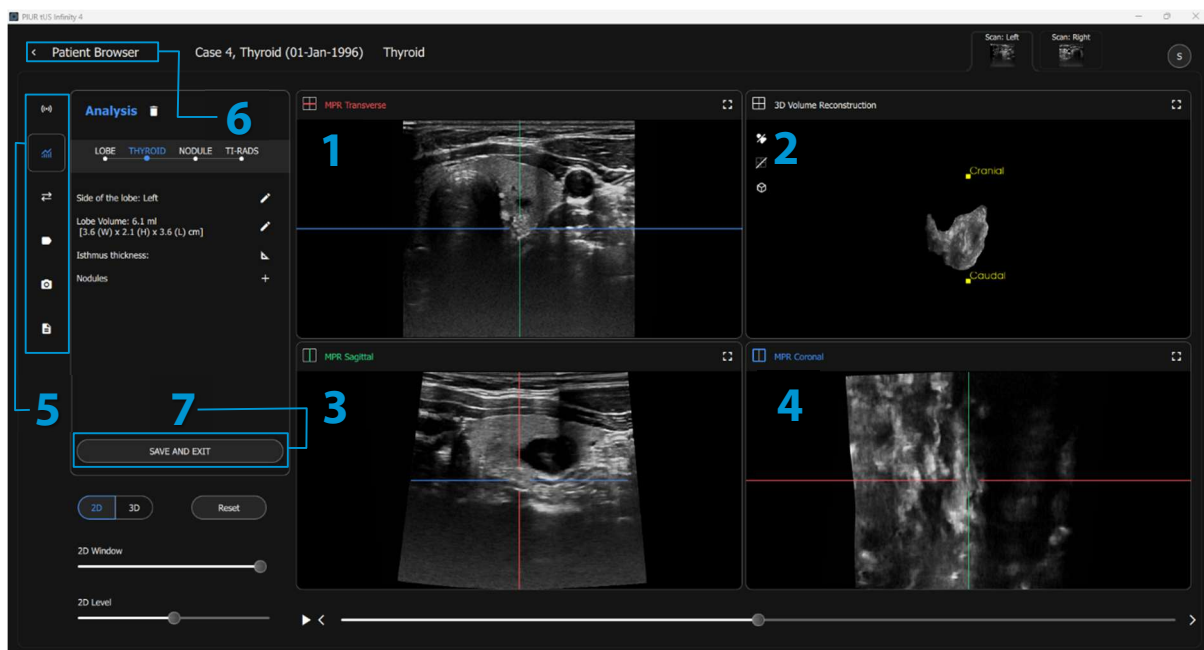 PIUR tUS Infinity 4
Patient Browser
Case 4, Thyroid (01-Jan-1996)
Thyroid
Scan: Left
Scan: Right
S
Analysis
6
LOBE THYROID NODULE TI-RADS
Side of the lobe: Left
Lobe Volume: 6.1 ml
[3.6 (W) x 2.1 (H) x 3.6 (L) cm]
Isthmus thickness:
Nodules
5
7
SAVE AND EXIT
2D 3D
Reset
2D Window
2D Level
MPR Transverse
1
3D Volume Reconstruction
2
Cranial
Caudal
MPR Sagittal
3
MPR Coronal
4